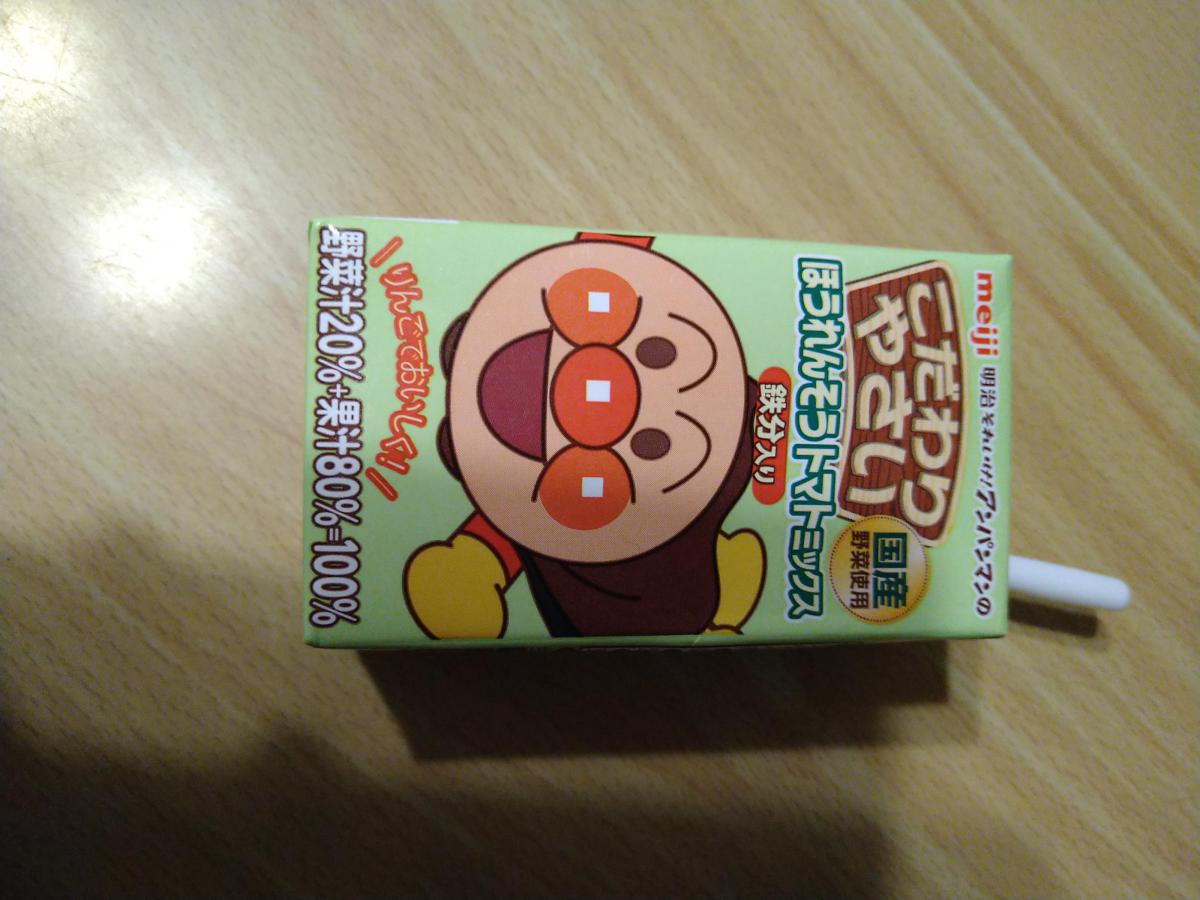 meiji 明治それいけ!アンパンマンの
こだわり
やさい
国産
野菜使用
ほうれんそうトマトミックス
鉄分入り
りんごでおいしく!
野菜汁20%+果汁80%=100%